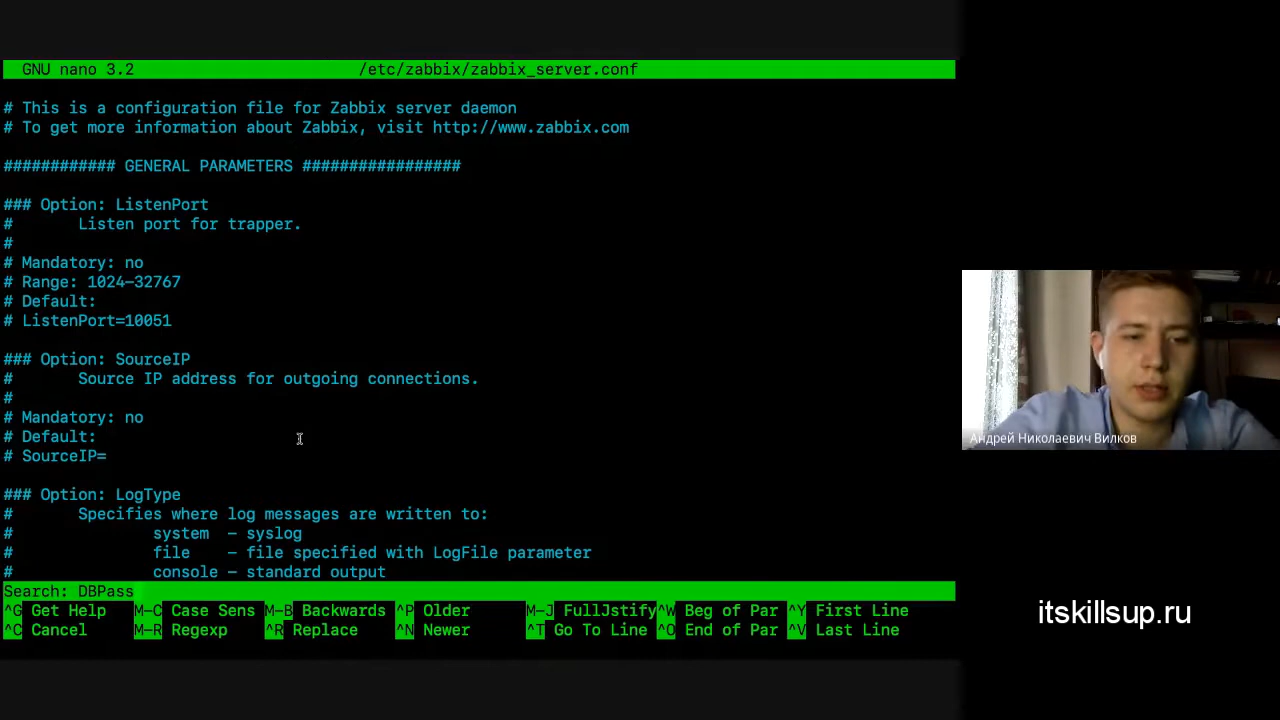 GNU nano 3.2 /etc/zabbix/zabbix_server.conf
# This is a configuration file for Zabbix server daemon
# To get more information about Zabbix, visit http://www.zabbix.com
############ GENERAL PARAMETERS #################
### Option: ListenPort
# Listen port for trapper.
#
# Mandatory: no
# Range: 1024-32767
# Default:
# ListenPort=10051
### Option: SourceIP
# Source IP address for outgoing connections.
#
# Mandatory: no
# Default:
# SourceIP=
### Option: LogType
# Specifies where log messages are written to:
# system - syslog
# file - file specified with LogFile parameter
# console - standard output
Search: DBPass
^G Get Help M-C Case Sens M-B Backwards ^P Older M-J FullJstify ^W Beg of Par ^Y First Line
^C Cancel M-R Regexp ^R Replace ^N Newer ^T Go To Line ^O End of Par ^V Last Line
Андрей Николаевич Вилков
itskillsup.ru